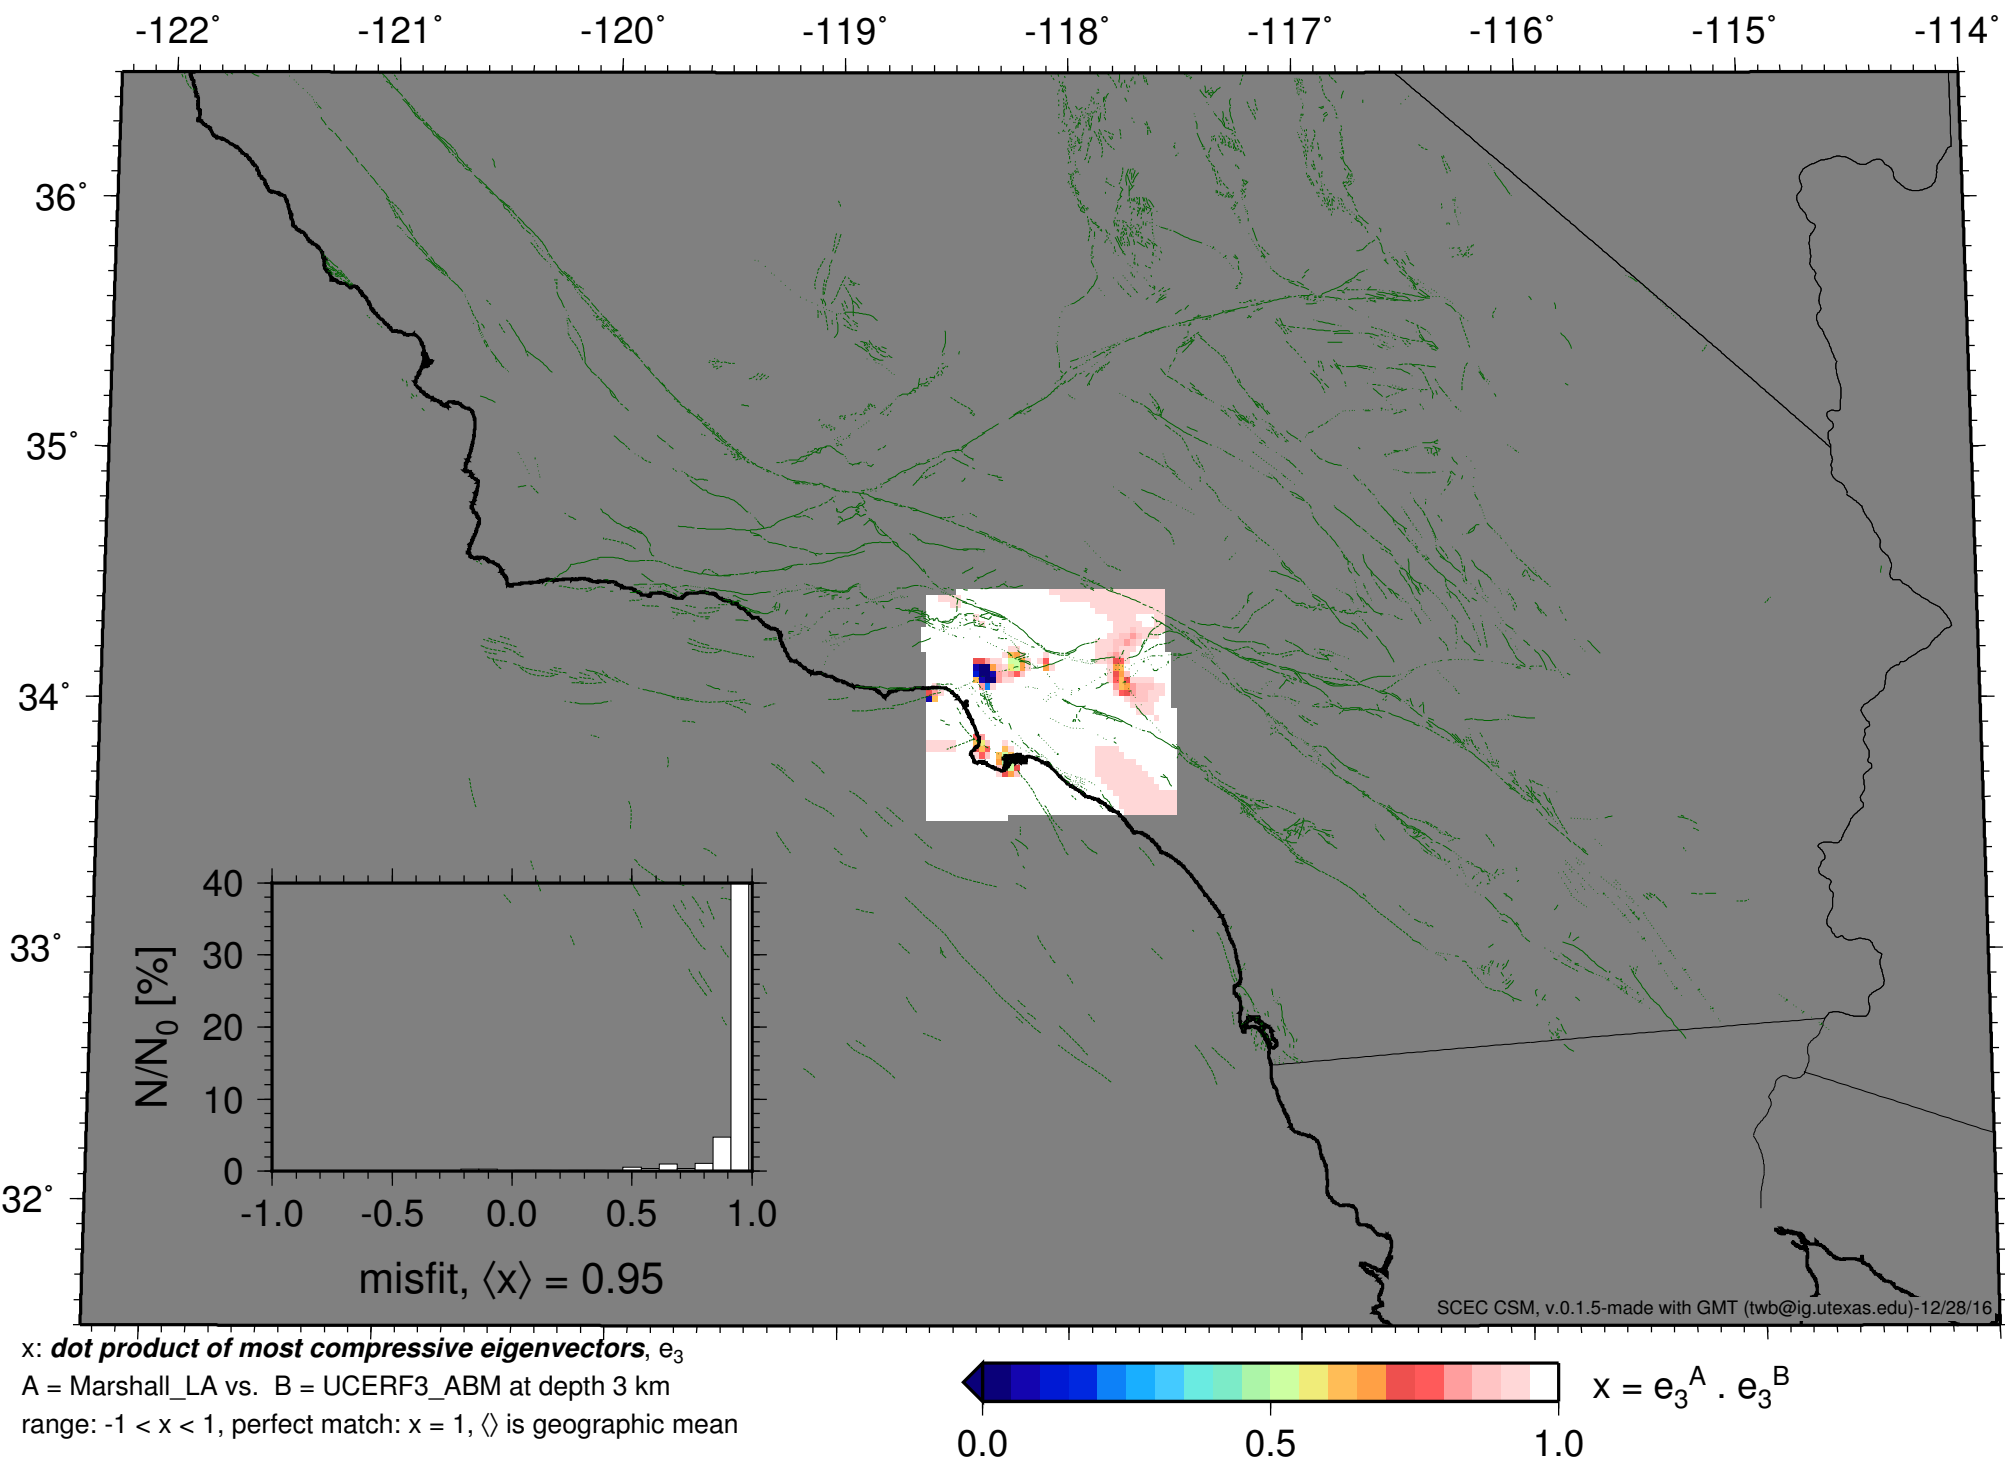 -122° -121° -120° -119° -118° -117° -116° -115° -114°
36°
35°
34°
33°
32°
40
30
20
10
0
N/N0 [%]
-1.0 -0.5 0.0 0.5 1.0
misfit, ⟨x⟩ = 0.95
SCEC CSM, v.0.1.5-made with GMT (twb@ig.utexas.edu)-12/28/16
x: dot product of most compressive eigenvectors, e3
A = Marshall_LA vs. B = UCERF3_ABM at depth 3 km
range: -1 < x < 1, perfect match: x = 1, ⟨⟩ is geographic mean
x = e3^A . e3^B
0.0 0.5 1.0